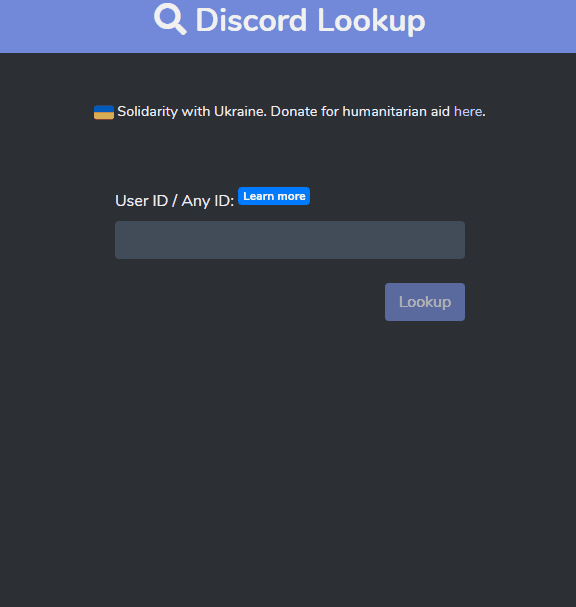 Discord Lookup
Solidarity with Ukraine. Donate for humanitarian aid here.
User ID / Any ID: Learn more
Lookup